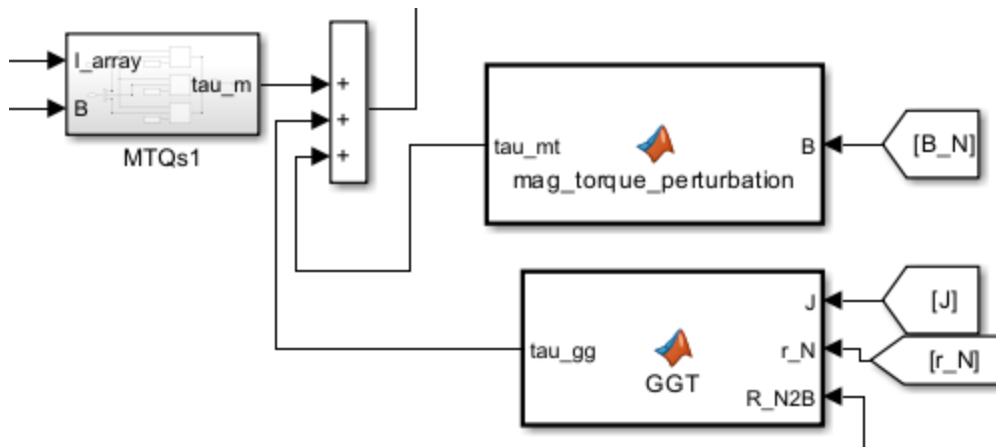 I_array
B
tau_m
MTQs1
+
+
+
tau_mt
B
mag_torque_perturbation
[B_N]
J
[J]
tau_gg
r_N
[r_N]
GGT
R_N2B